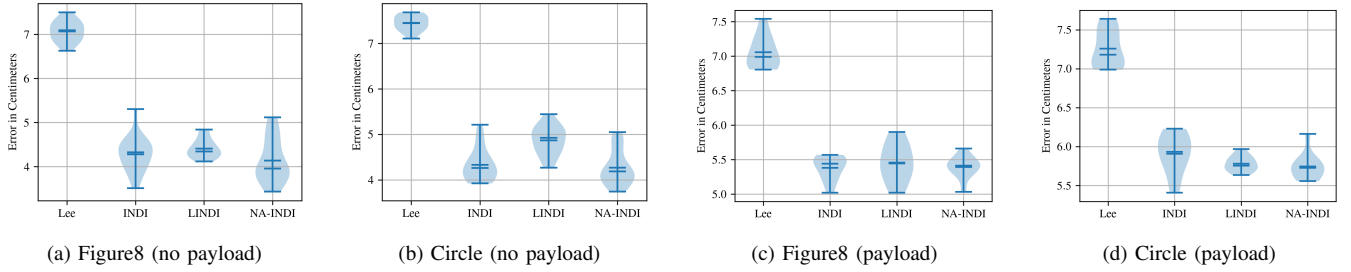 Error in Centimeters
7
6
5
4
Lee INDI LINDI NA-INDI
(a) Figure8 (no payload)
Error in Centimeters
7
6
5
4
Lee INDI LINDI NA-INDI
(b) Circle (no payload)
Error in Centimeters
7.5
7.0
6.5
6.0
5.5
5.0
Lee INDI LINDI NA-INDI
(c) Figure8 (payload)
Error in Centimeters
7.5
7.0
6.5
6.0
5.5
Lee INDI LINDI NA-INDI
(d) Circle (payload)